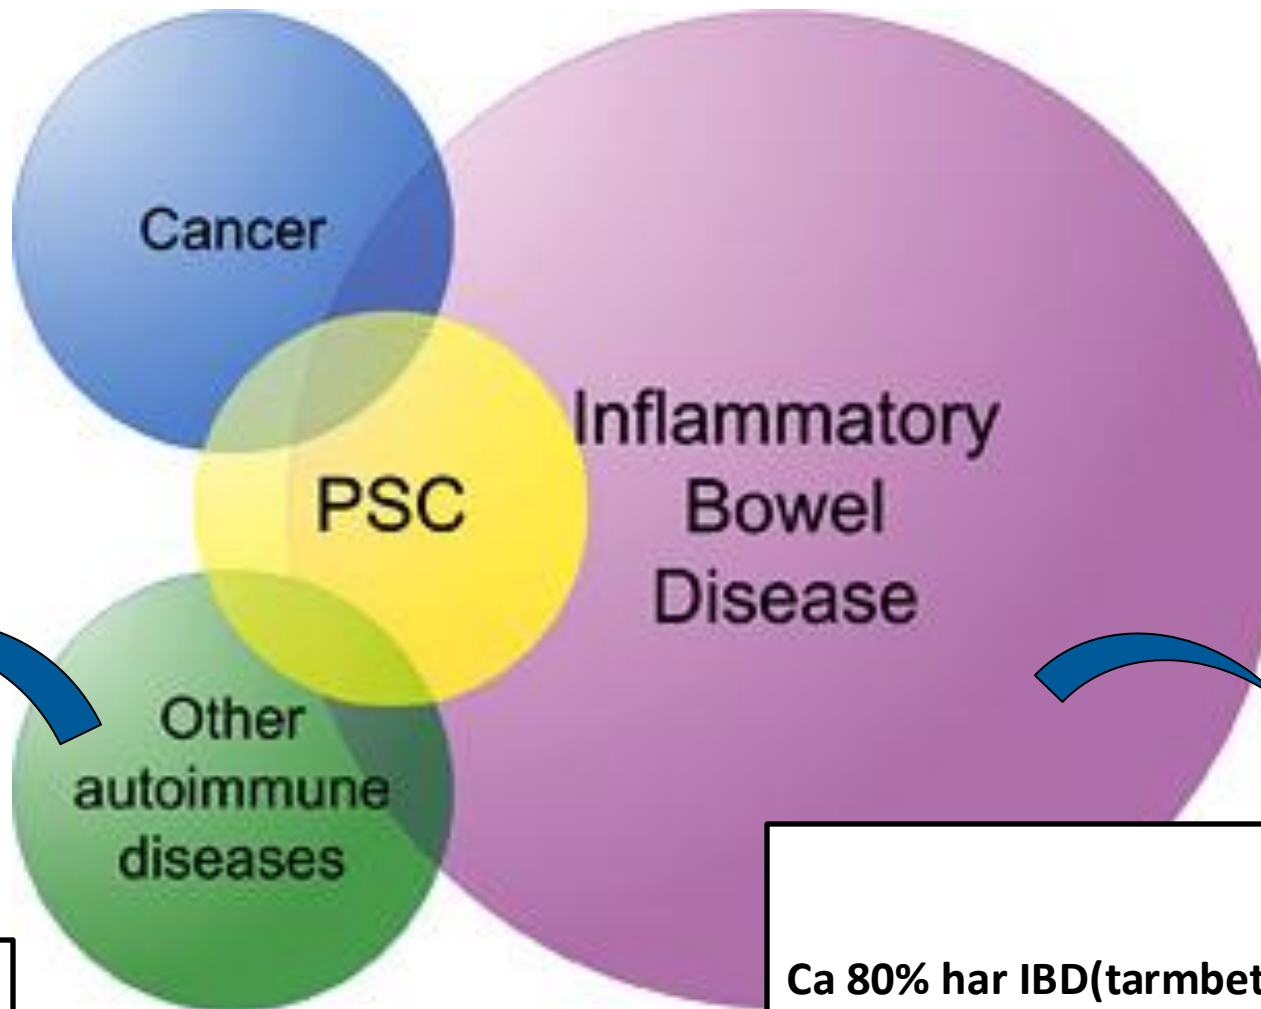 Cancer
Inflammatory
Bowel
Disease
PSC
Other
autoimmune
diseases
Ca 80% har IBD(tarmbet